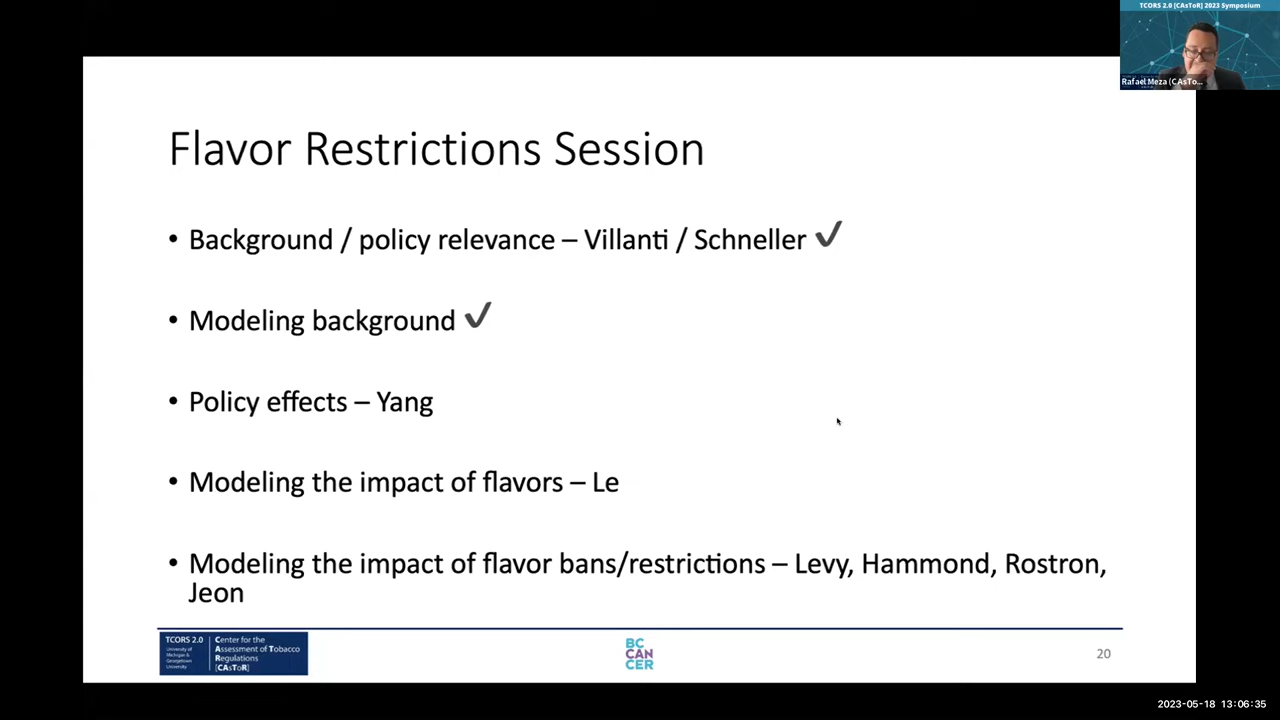 TCORS 2.0 [CAsToR] 2023 Symposium
Rafael Meza (CAsTo...
Flavor Restrictions Session
• Background / policy relevance – Villanti / Schneller ✔
• Modeling background ✔
• Policy effects – Yang
• Modeling the impact of flavors – Le
• Modeling the impact of flavor bans/restrictions – Levy, Hammond, Rostron,
Jeon
TCORS 2.0
University of
Michigan &
Georgetown
University
Center for the
Assessment of Tobacco
Regulations
[CAsToR]
BC
CAN
CER
20
2023-05-18 13:06:35